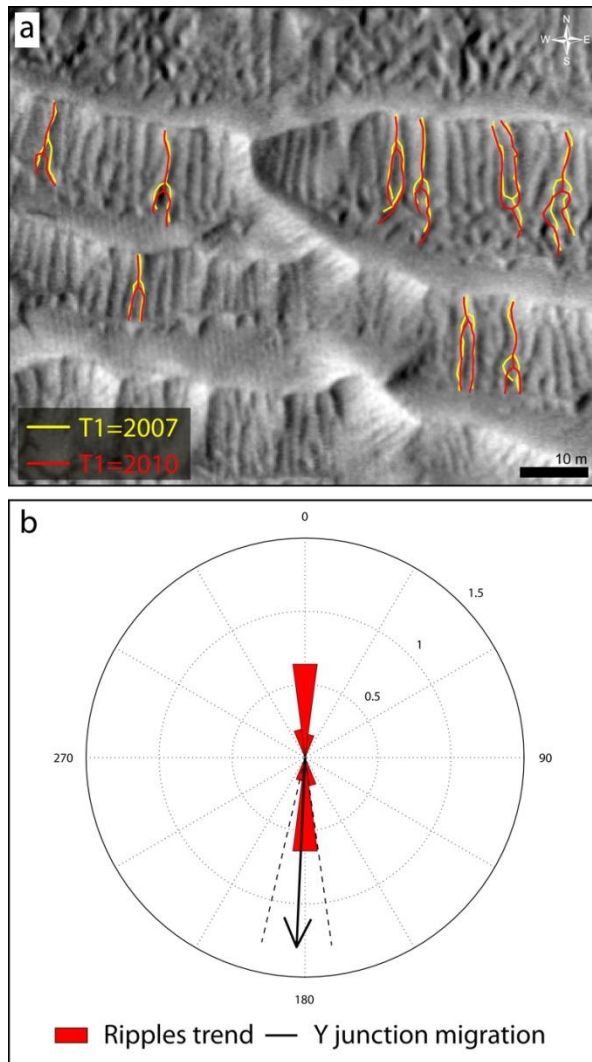 a
N
W E
S
T1=2007
T1=2010
10 m
b
0
1.5
1
0.5
270
90
180
Ripples trend Y junction migration